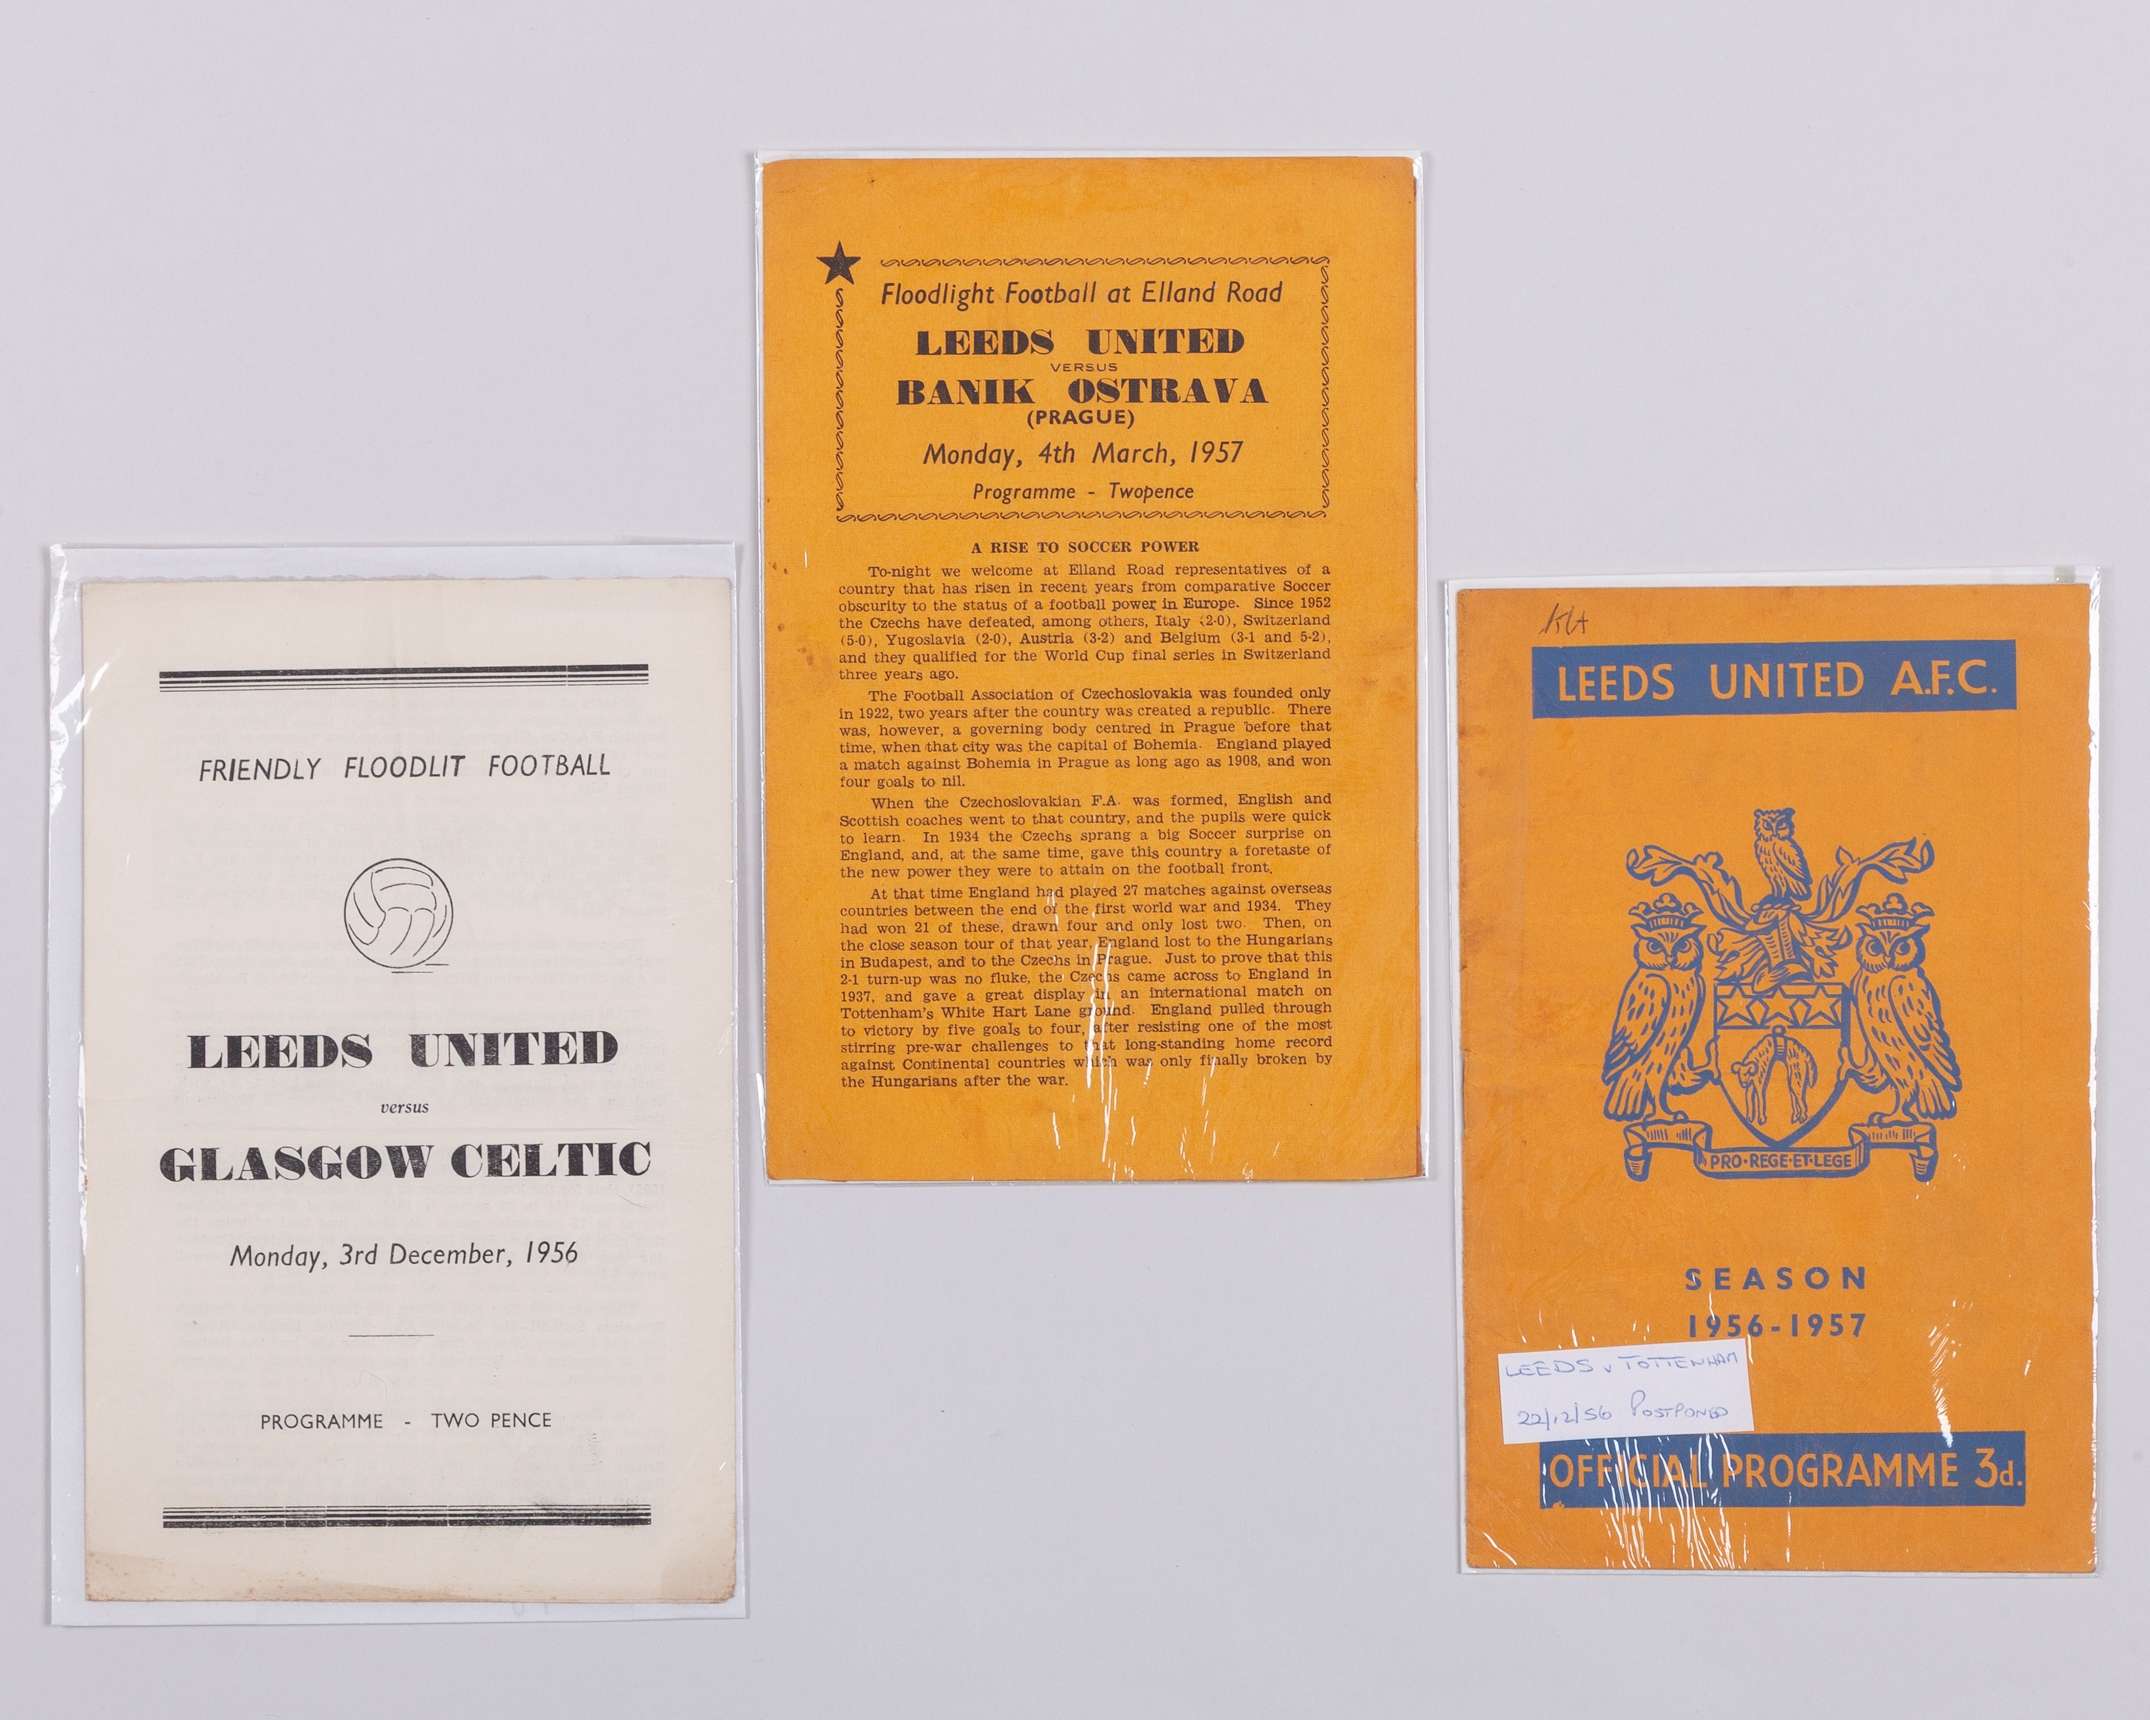 FRIENDLY FLOODLIT FOOTBALL
LEEDS UNITED
versus
GLASGOW CELTIC
Monday, 3rd December, 1956
PROGRAMME - TWO PENCE
Floodlight Football at Elland Road
LEEDS UNITED
VERSUS
BANIK OSTRAVA
(PRAGUE)
Monday, 4th March, 1957
Programme - Twopence
A RISE TO SOCCER POWER
To-night we welcome at Elland Road representatives of a
country that has risen in recent years from comparative Soccer
obscurity to the status of a football power in Europe. Since 1952
the Czechs have defeated, among others, Italy (2-0), Switzerland
(5-0), Yugoslavia (2-0), Austria (3-2) and Belgium (3-1 and 5-2),
and they qualified for the World Cup final series in Switzerland
three years ago.
The Football Association of Czechoslovakia was founded only
in 1922, two years after the country was created a republic. There
was, however, a governing body centred in Prague before that
time, when that city was the capital of Bohemia. England played
a match against Bohemia in Prague as long ago as 1908, and won
four goals to nil.
When the Czechoslovakian F.A. was formed, English and
Scottish coaches went to that country, and the pupils were quick
to learn. In 1934 the Czechs sprang a big Soccer surprise on
England, and, at the same time, gave this country a foretaste of
the new power they were to attain on the football front.
At that time England had played 27 matches against overseas
countries between the end of the first world war and 1934. They
had won 21 of these, drawn four and only lost two. Then, on
the close season tour of that year, England lost to the Hungarians
in Budapest, and to the Czechs in Prague. Just to prove that this
2-1 turn-up was no fluke, the Czechs came across to England in
1937, and gave a great display in an international match on
Tottenham's White Hart Lane ground. England pulled through
to victory by five goals to four, after resisting one of the most
stirring pre-war challenges to that long-standing home record
against Continental countries which was only finally broken by
the Hungarians after the war.
LEEDS UNITED A.F.C.
PRO·REGE·ET·LEGE
SEASON
1956-1957
LEEDS v TOTTENHAM
22/12/56 POSTPONED
OFFICIAL PROGRAMME 3d.